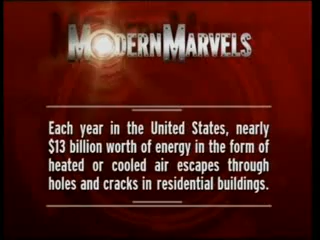 MODERN MARVELS
Each year in the United States, nearly
$13 billion worth of energy in the form of
heated or cooled air escapes through
holes and cracks in residential buildings.